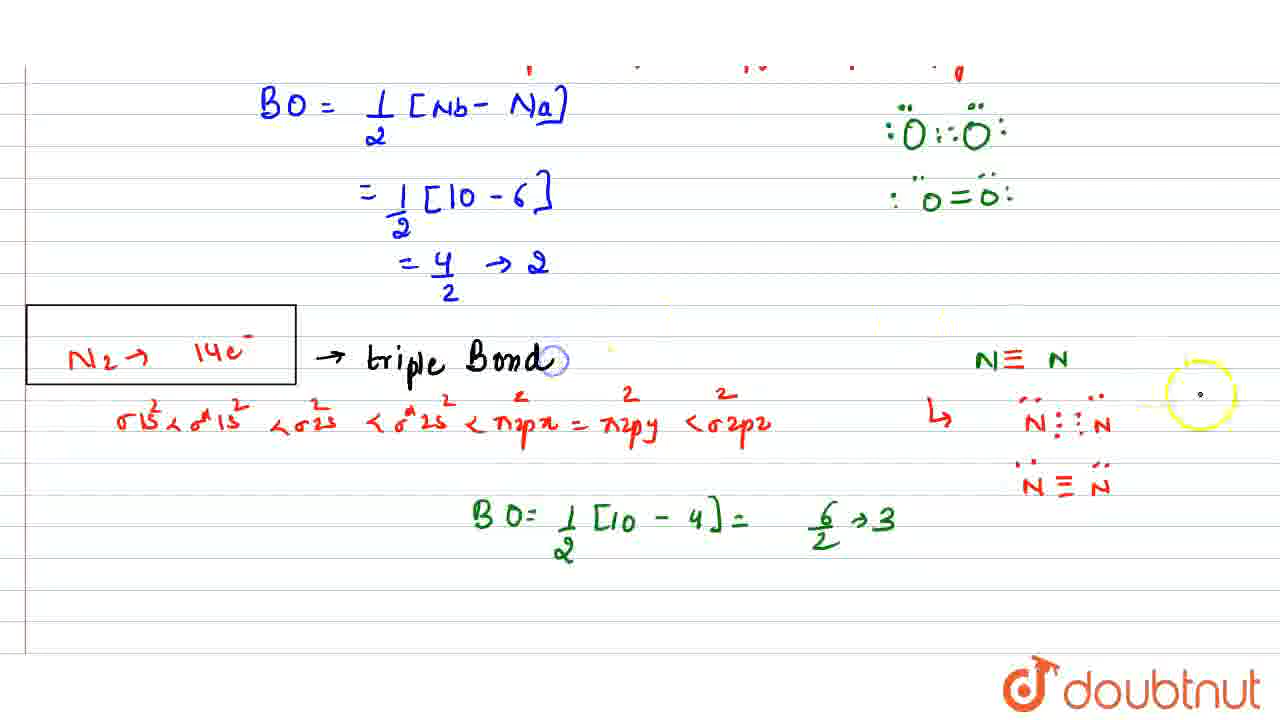 BO = 1/2 [Nb - Na]
:Ö::Ö:
= 1/2 [10 - 6]
:Ö=Ö:
= 4/2 → 2
N2 → 14e⁻ → triple Bond
N ≡ N
σ1s² < σ*1s² < σ2s² < σ*2s² < π2px² = π2py² < σ2pz²
↳ N̈ ⋮⋮ N̈
N̈ ≡ N̈
BO = 1/2 [10 - 4] = 6/2 → 3
doubtnut